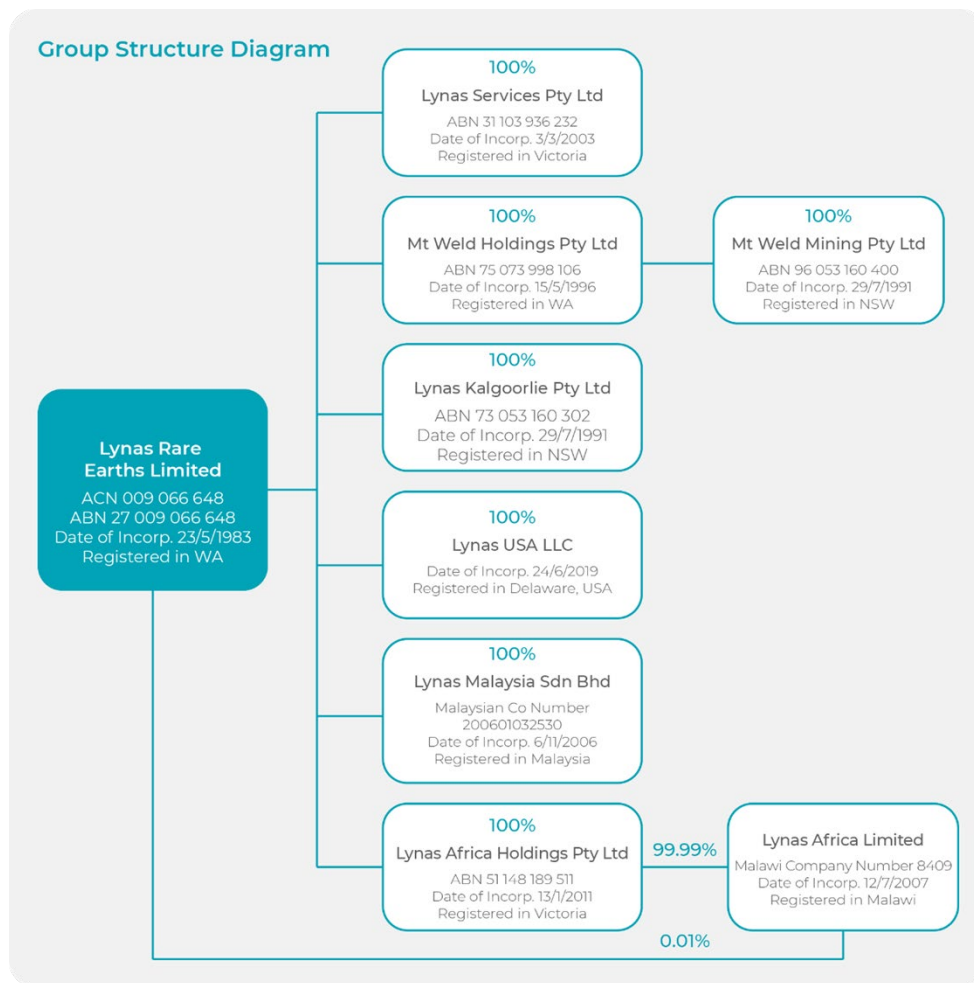 Group Structure Diagram
100%
Lynas Services Pty Ltd
ABN 31 103 936 232
Date of Incorp. 3/3/2003
Registered in Victoria
100%
Mt Weld Holdings Pty Ltd
ABN 75 073 998 106
Date of Incorp. 15/5/1996
Registered in WA
100%
Mt Weld Mining Pty Ltd
ABN 96 053 160 400
Date of Incorp. 29/7/1991
Registered in NSW
100%
Lynas Kalgoorlie Pty Ltd
ABN 73 053 160 302
Date of Incorp. 29/7/1991
Registered in NSW
Lynas Rare
Earths Limited
ACN 009 066 648
ABN 27 009 066 648
Date of Incorp. 23/5/1983
Registered in WA
100%
Lynas USA LLC
Date of Incorp. 24/6/2019
Registered in Delaware, USA
100%
Lynas Malaysia Sdn Bhd
Malaysian Co Number
200601032530
Date of Incorp. 6/11/2006
Registered in Malaysia
100%
Lynas Africa Holdings Pty Ltd
ABN 51 148 189 511
Date of Incorp. 13/1/2011
Registered in Victoria
99.99%
Lynas Africa Limited
Malawi Company Number 8409
Date of Incorp. 12/7/2007
Registered in Malawi
0.01%